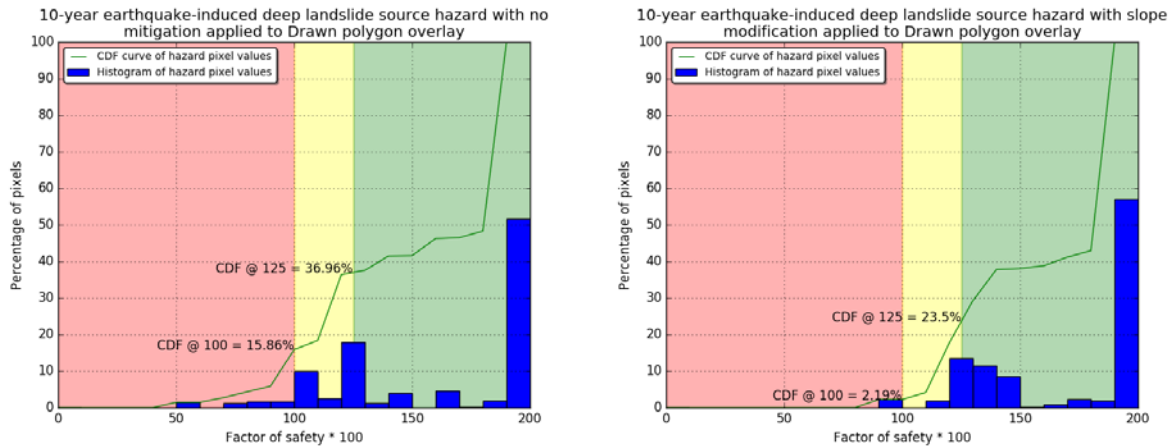 10-year earthquake-induced deep landslide source hazard with no
mitigation applied to Drawn polygon overlay
100
90
80
70
60
50
40
30
20
10
0
Percentage of pixels
CDF curve of hazard pixel values
Histogram of hazard pixel values
CDF @ 125 = 36.96%
CDF @ 100 = 15.86%
0 50 100 150 200
Factor of safety * 100
10-year earthquake-induced deep landslide source hazard with slope
modification applied to Drawn polygon overlay
100
90
80
70
60
50
40
30
20
10
0
Percentage of pixels
CDF curve of hazard pixel values
Histogram of hazard pixel values
CDF @ 125 = 23.5%
CDF @ 100 = 2.19%
0 50 100 150 200
Factor of safety * 100